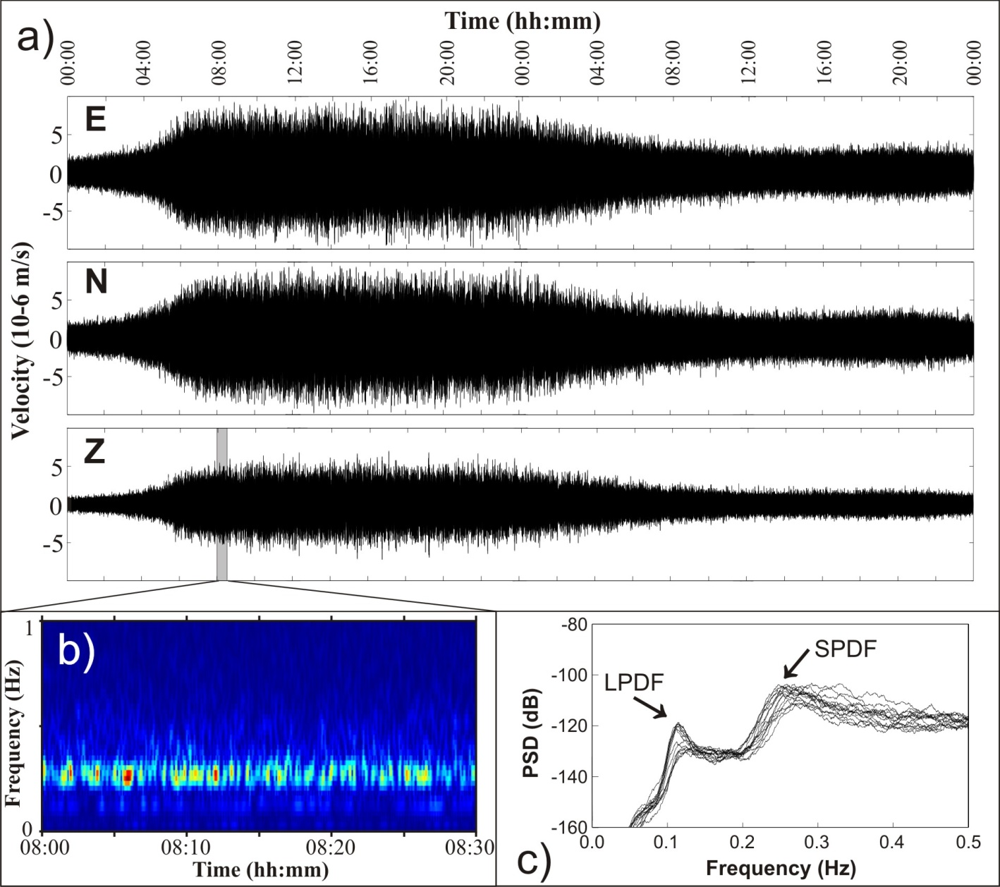 a)
Time (hh:mm)
00:00 04:00 08:00 12:00 16:00 20:00 00:00 04:00 08:00 12:00 16:00 20:00 00:00
Velocity (10-6 m/s)
E
5
0
-5
N
5
0
-5
Z
5
0
-5
b)
Frequency (Hz)
1
0
08:00 08:10 08:20 08:30
Time (hh:mm)
c)
PSD (dB)
-80
-100
-120
-140
-160
SPDF
LPDF
0.0 0.1 0.2 0.3 0.4 0.5
Frequency (Hz)